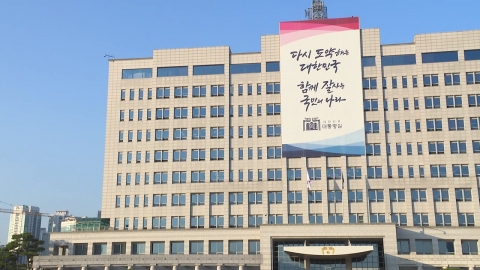 다시 도약하는
대한민국
함께 잘 사는
국민의 나라
대통령실